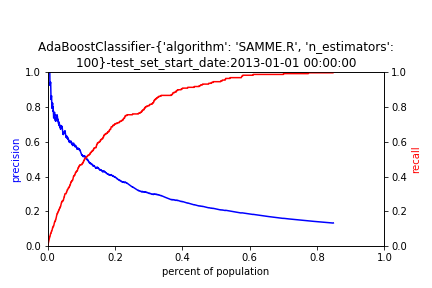 AdaBoostClassifier-{'algorithm': 'SAMME.R', 'n_estimators':
100}-test_set_start_date:2013-01-01 00:00:00
1.0
0.8
0.6
0.4
0.2
0.0
precision
1.0
0.8
0.6
0.4
0.2
0.0
recall
0.0 0.2 0.4 0.6 0.8 1.0
percent of population